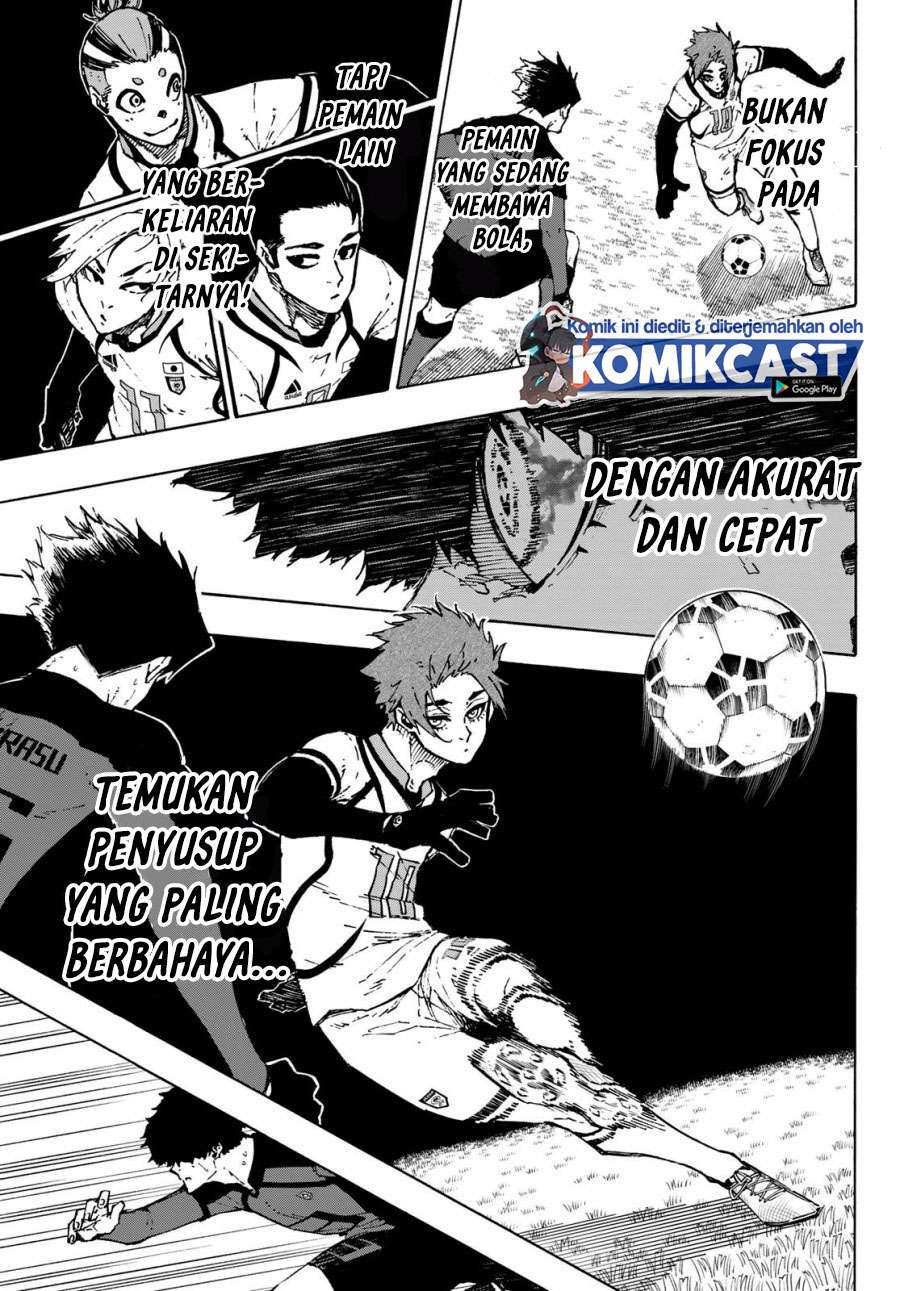 BUKAN
FOKUS
PADA
PEMAIN
YANG SEDANG
MEMBAWA
BOLA,
TAPI
PEMAIN
LAIN
YANG BER-
KELIARAN
DI SEKI-
TARNYA!
10
11
Komik ini diedit & diterjemahkan oleh
KOMIKCAST
GET IT ON
Google Play
DENGAN AKURAT
DAN CEPAT
RASU
TEMUKAN
PENYUSUP
YANG PALING
BERBAHAYA...